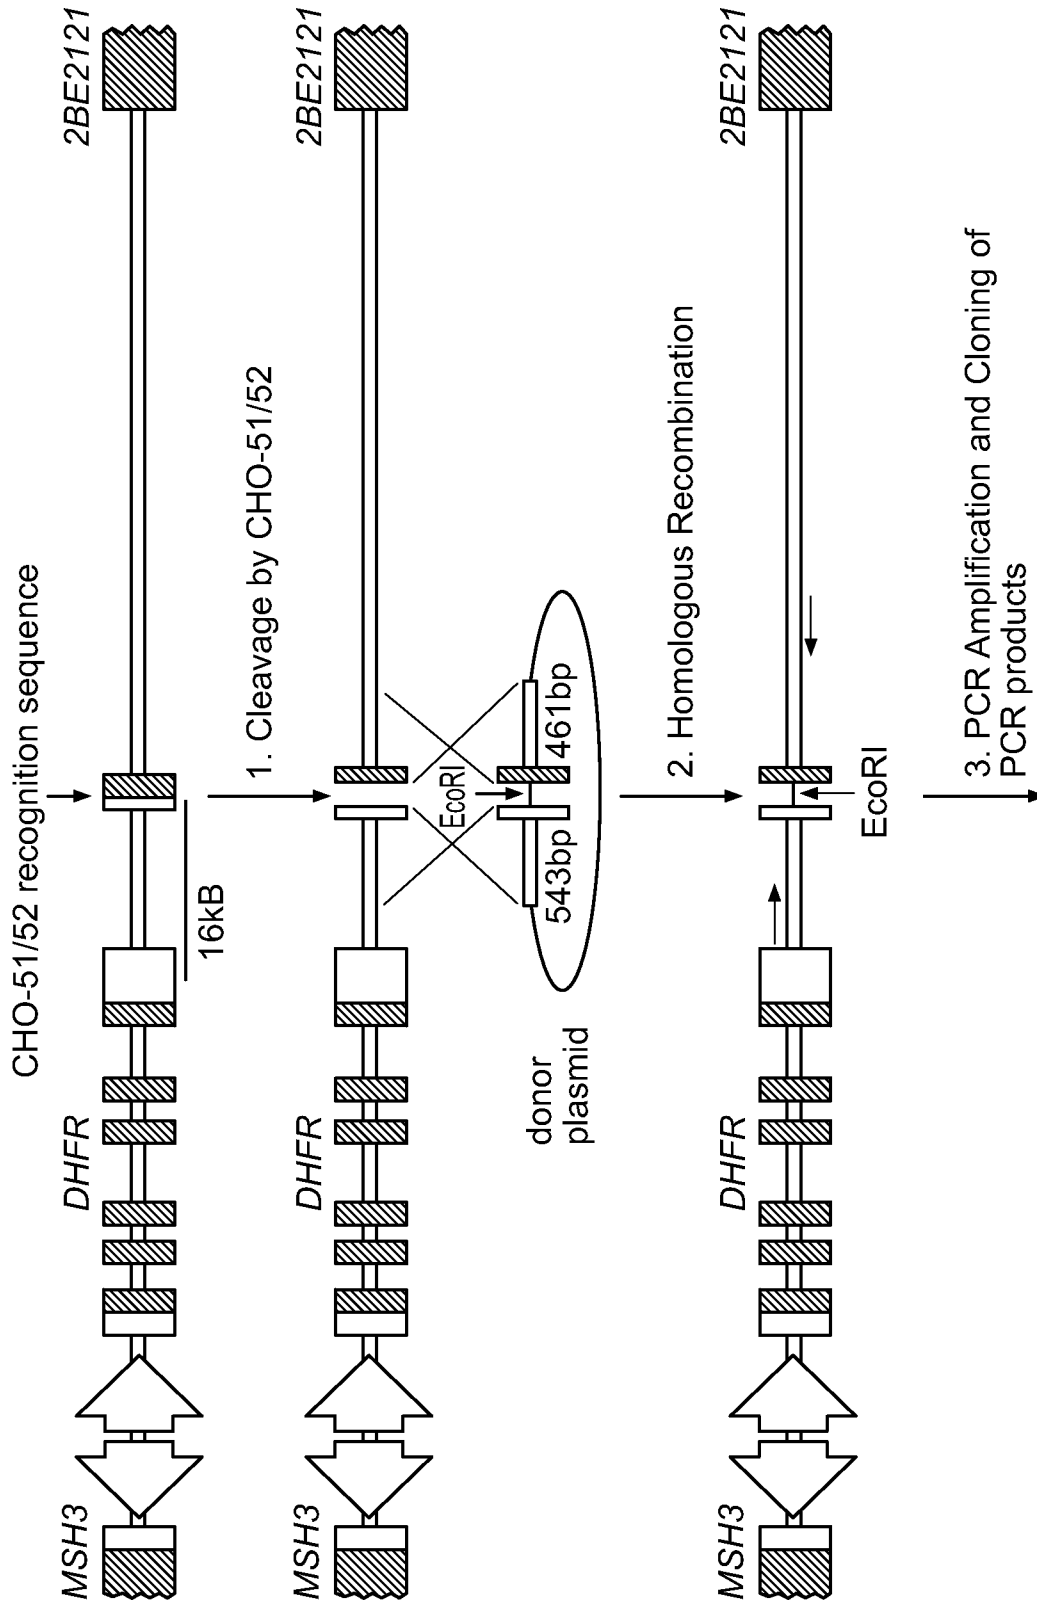 CHO-51/52 recognition sequence
MSH3
DHFR
2BE2121
16kB
1. Cleavage by CHO-51/52
MSH3
DHFR
2BE2121
EcoRI
543bp
461bp
donor
plasmid
2. Homologous Recombination
MSH3
DHFR
2BE2121
EcoRI
3. PCR Amplification and Cloning of
PCR products